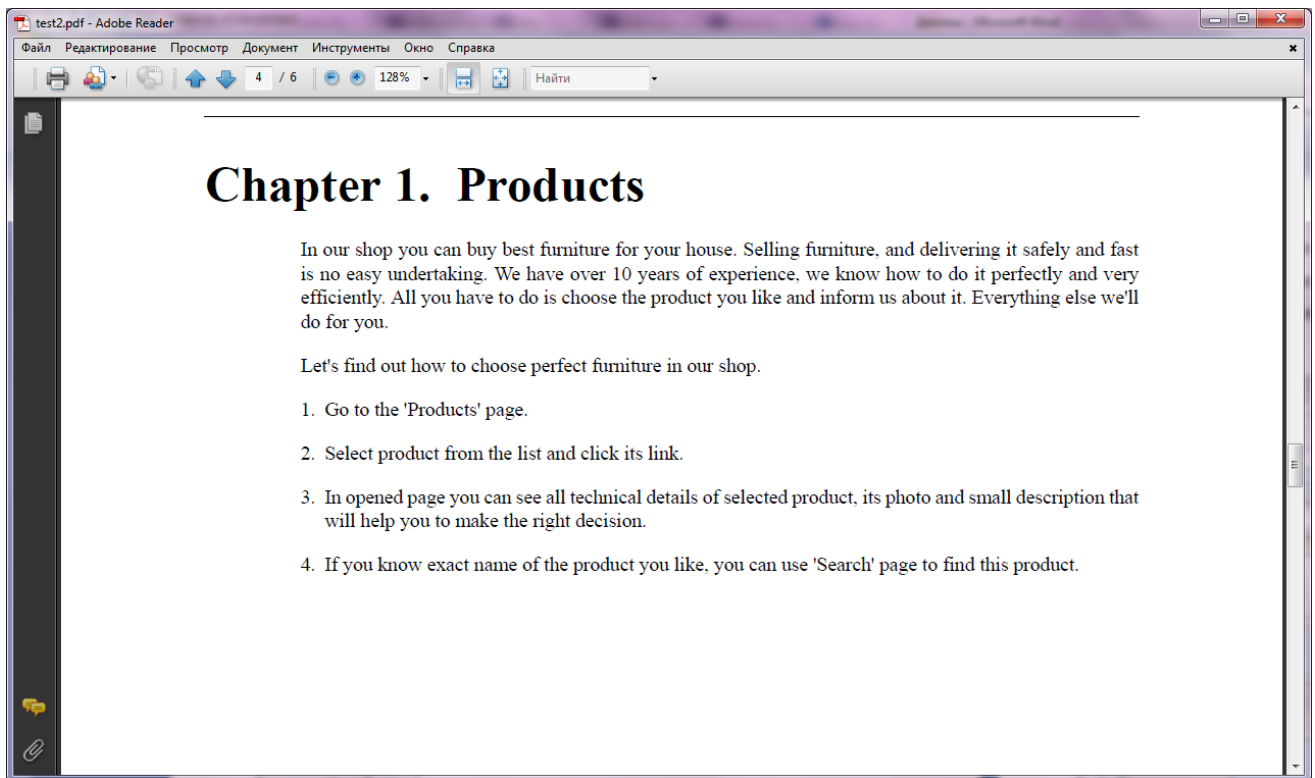 test2.pdf - Adobe Reader
Файл Редактирование Просмотр Документ Инструменты Окно Справка
4 / 6 128% Найти
Chapter 1. Products
In our shop you can buy best furniture for your house. Selling furniture, and delivering it safely and fast
is no easy undertaking. We have over 10 years of experience, we know how to do it perfectly and very
efficiently. All you have to do is choose the product you like and inform us about it. Everything else we'll
do for you.
Let's find out how to choose perfect furniture in our shop.
1. Go to the 'Products' page.
2. Select product from the list and click its link.
3. In opened page you can see all technical details of selected product, its photo and small description that
will help you to make the right decision.
4. If you know exact name of the product you like, you can use 'Search' page to find this product.